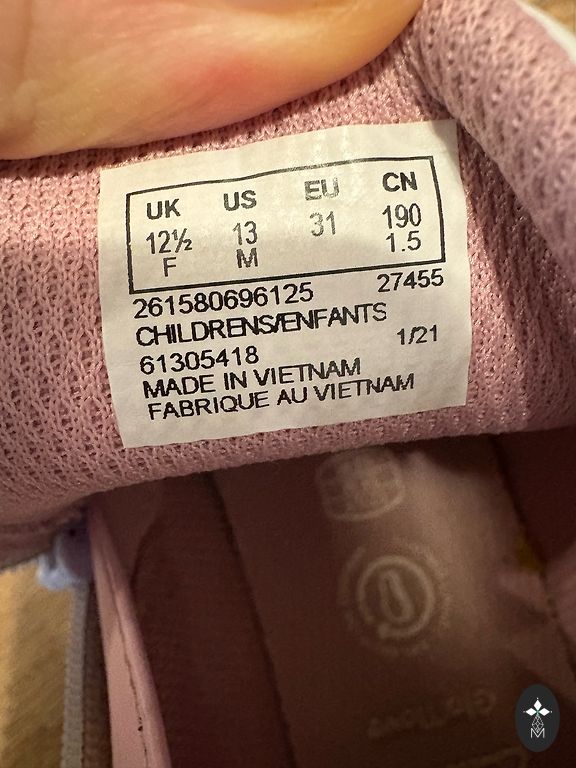 UK US EU CN
12½ 13 31 190
F M 1.5
261580696125 27455
CHILDRENS/ENFANTS
61305418 1/21
MADE IN VIETNAM
FABRIQUE AU VIETNAM
M